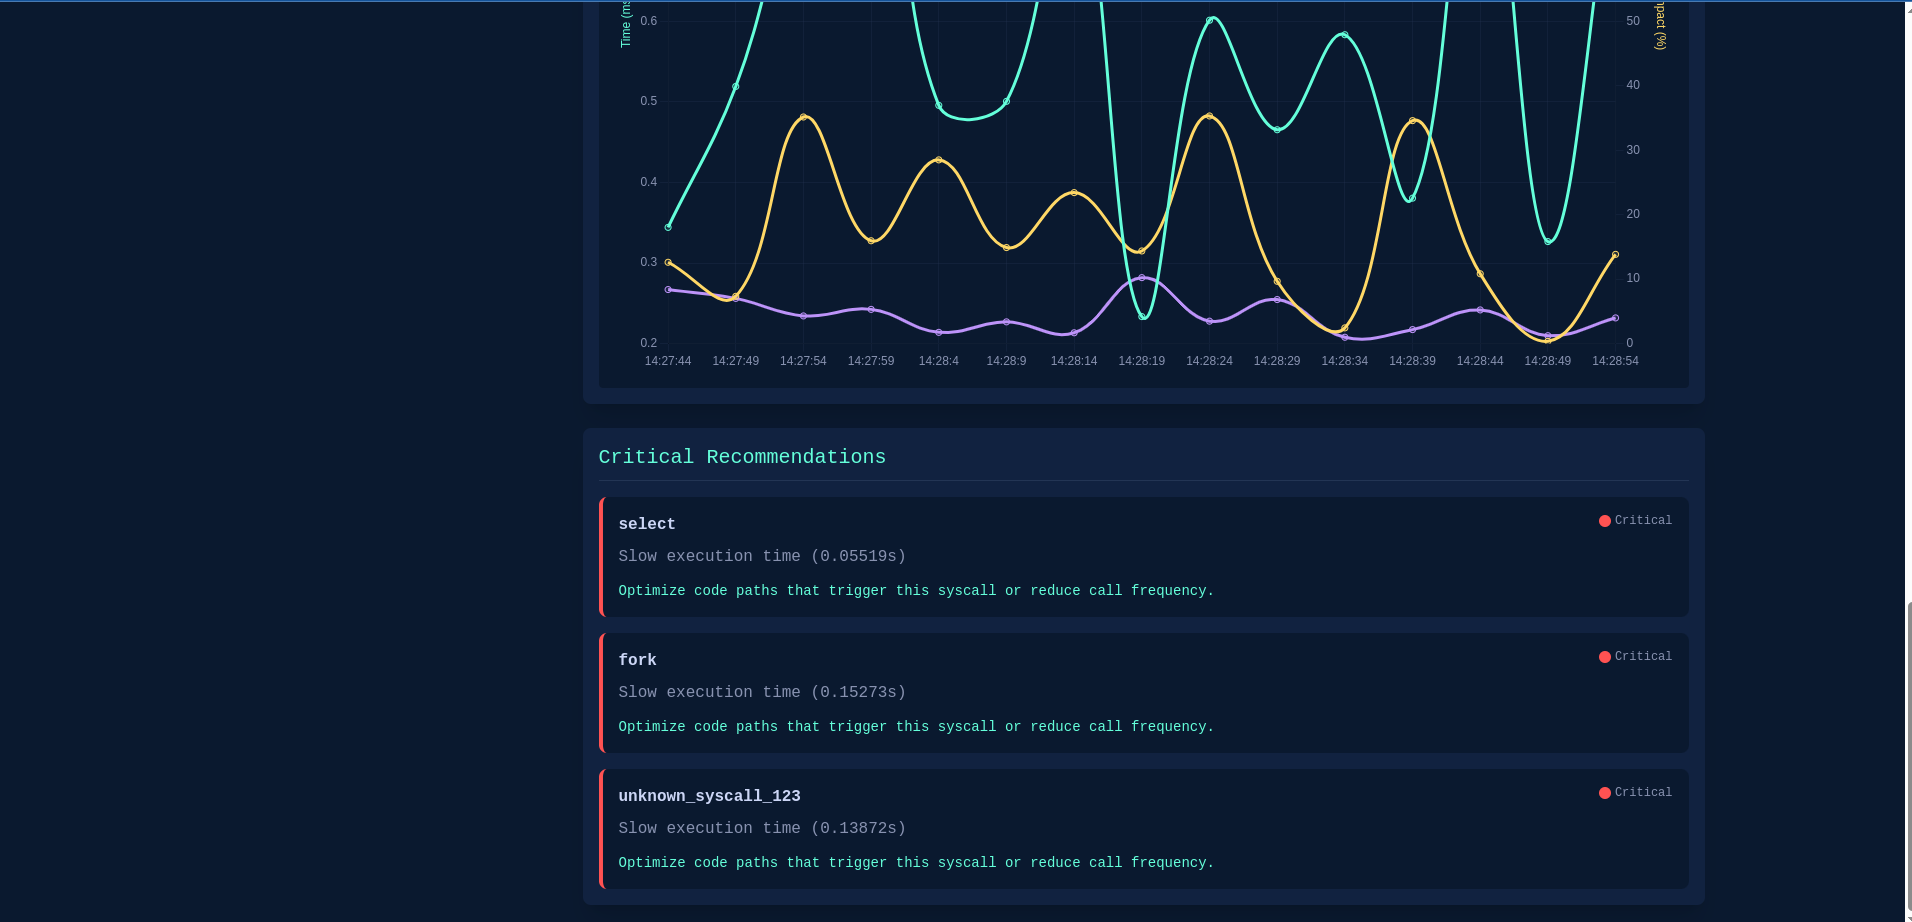 Time (ms
0.6
0.5
0.4
0.3
0.2
50
40
30
20
10
0
pact (%)
14:27:44 14:27:49 14:27:54 14:27:59 14:28:4 14:28:9 14:28:14 14:28:19 14:28:24 14:28:29 14:28:34 14:28:39 14:28:44 14:28:49 14:28:54
Critical Recommendations
select
Critical
Slow execution time (0.05519s)
Optimize code paths that trigger this syscall or reduce call frequency.
fork
Critical
Slow execution time (0.15273s)
Optimize code paths that trigger this syscall or reduce call frequency.
unknown_syscall_123
Critical
Slow execution time (0.13872s)
Optimize code paths that trigger this syscall or reduce call frequency.